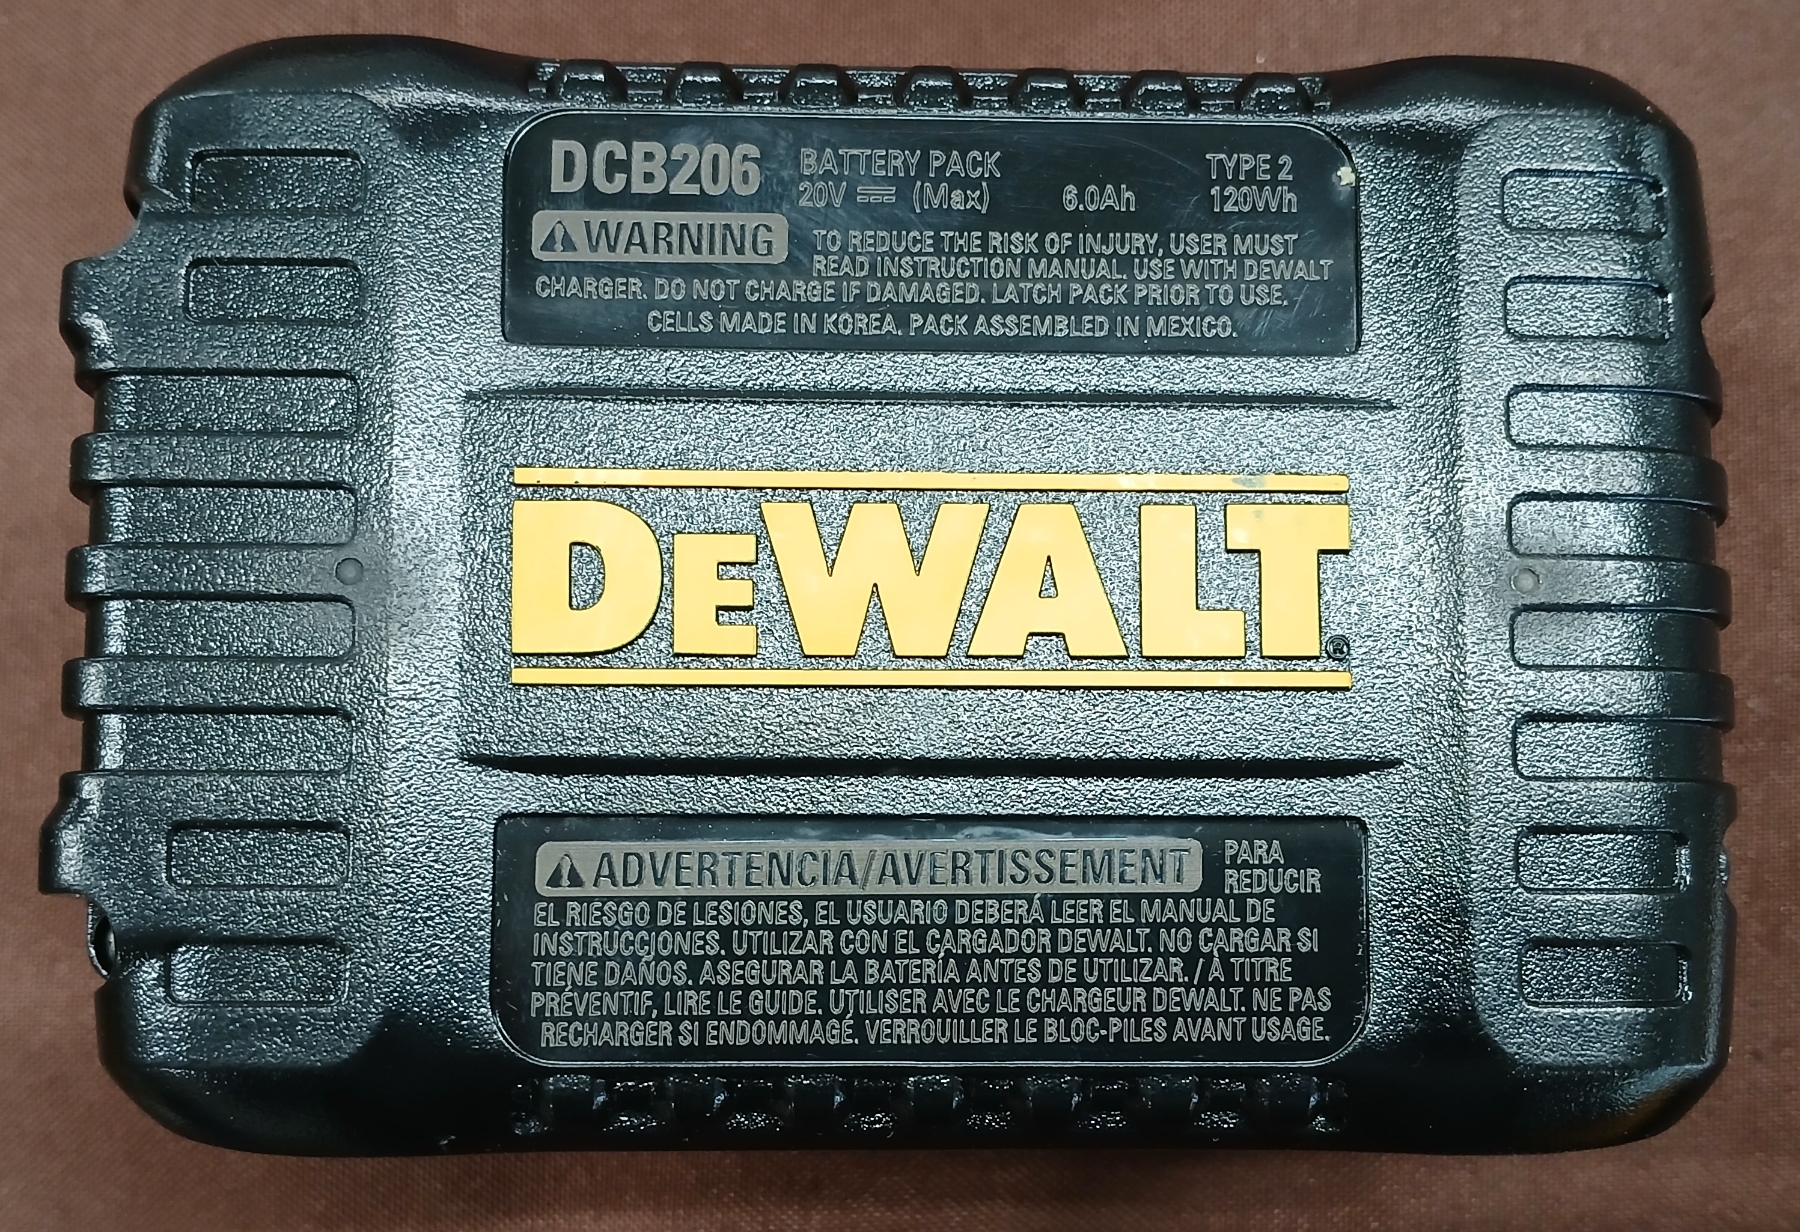 DCB206 BATTERY PACK TYPE 2
20V ⎓ (Max) 6.0Ah 120Wh
⚠WARNING TO REDUCE THE RISK OF INJURY, USER MUST
READ INSTRUCTION MANUAL. USE WITH DEWALT
CHARGER. DO NOT CHARGE IF DAMAGED. LATCH PACK PRIOR TO USE.
CELLS MADE IN KOREA. PACK ASSEMBLED IN MEXICO.
DEWALT®
⚠ADVERTENCIA/AVERTISSEMENT PARA
REDUCIR
EL RIESGO DE LESIONES, EL USUARIO DEBERÁ LEER EL MANUAL DE
INSTRUCCIONES. UTILIZAR CON EL CARGADOR DEWALT. NO CARGAR SI
TIENE DAÑOS. ASEGURAR LA BATERÍA ANTES DE UTILIZAR. / À TITRE
PRÉVENTIF, LIRE LE GUIDE. UTILISER AVEC LE CHARGEUR DEWALT. NE PAS
RECHARGER SI ENDOMMAGÉ. VERROUILLER LE BLOC-PILES AVANT USAGE.